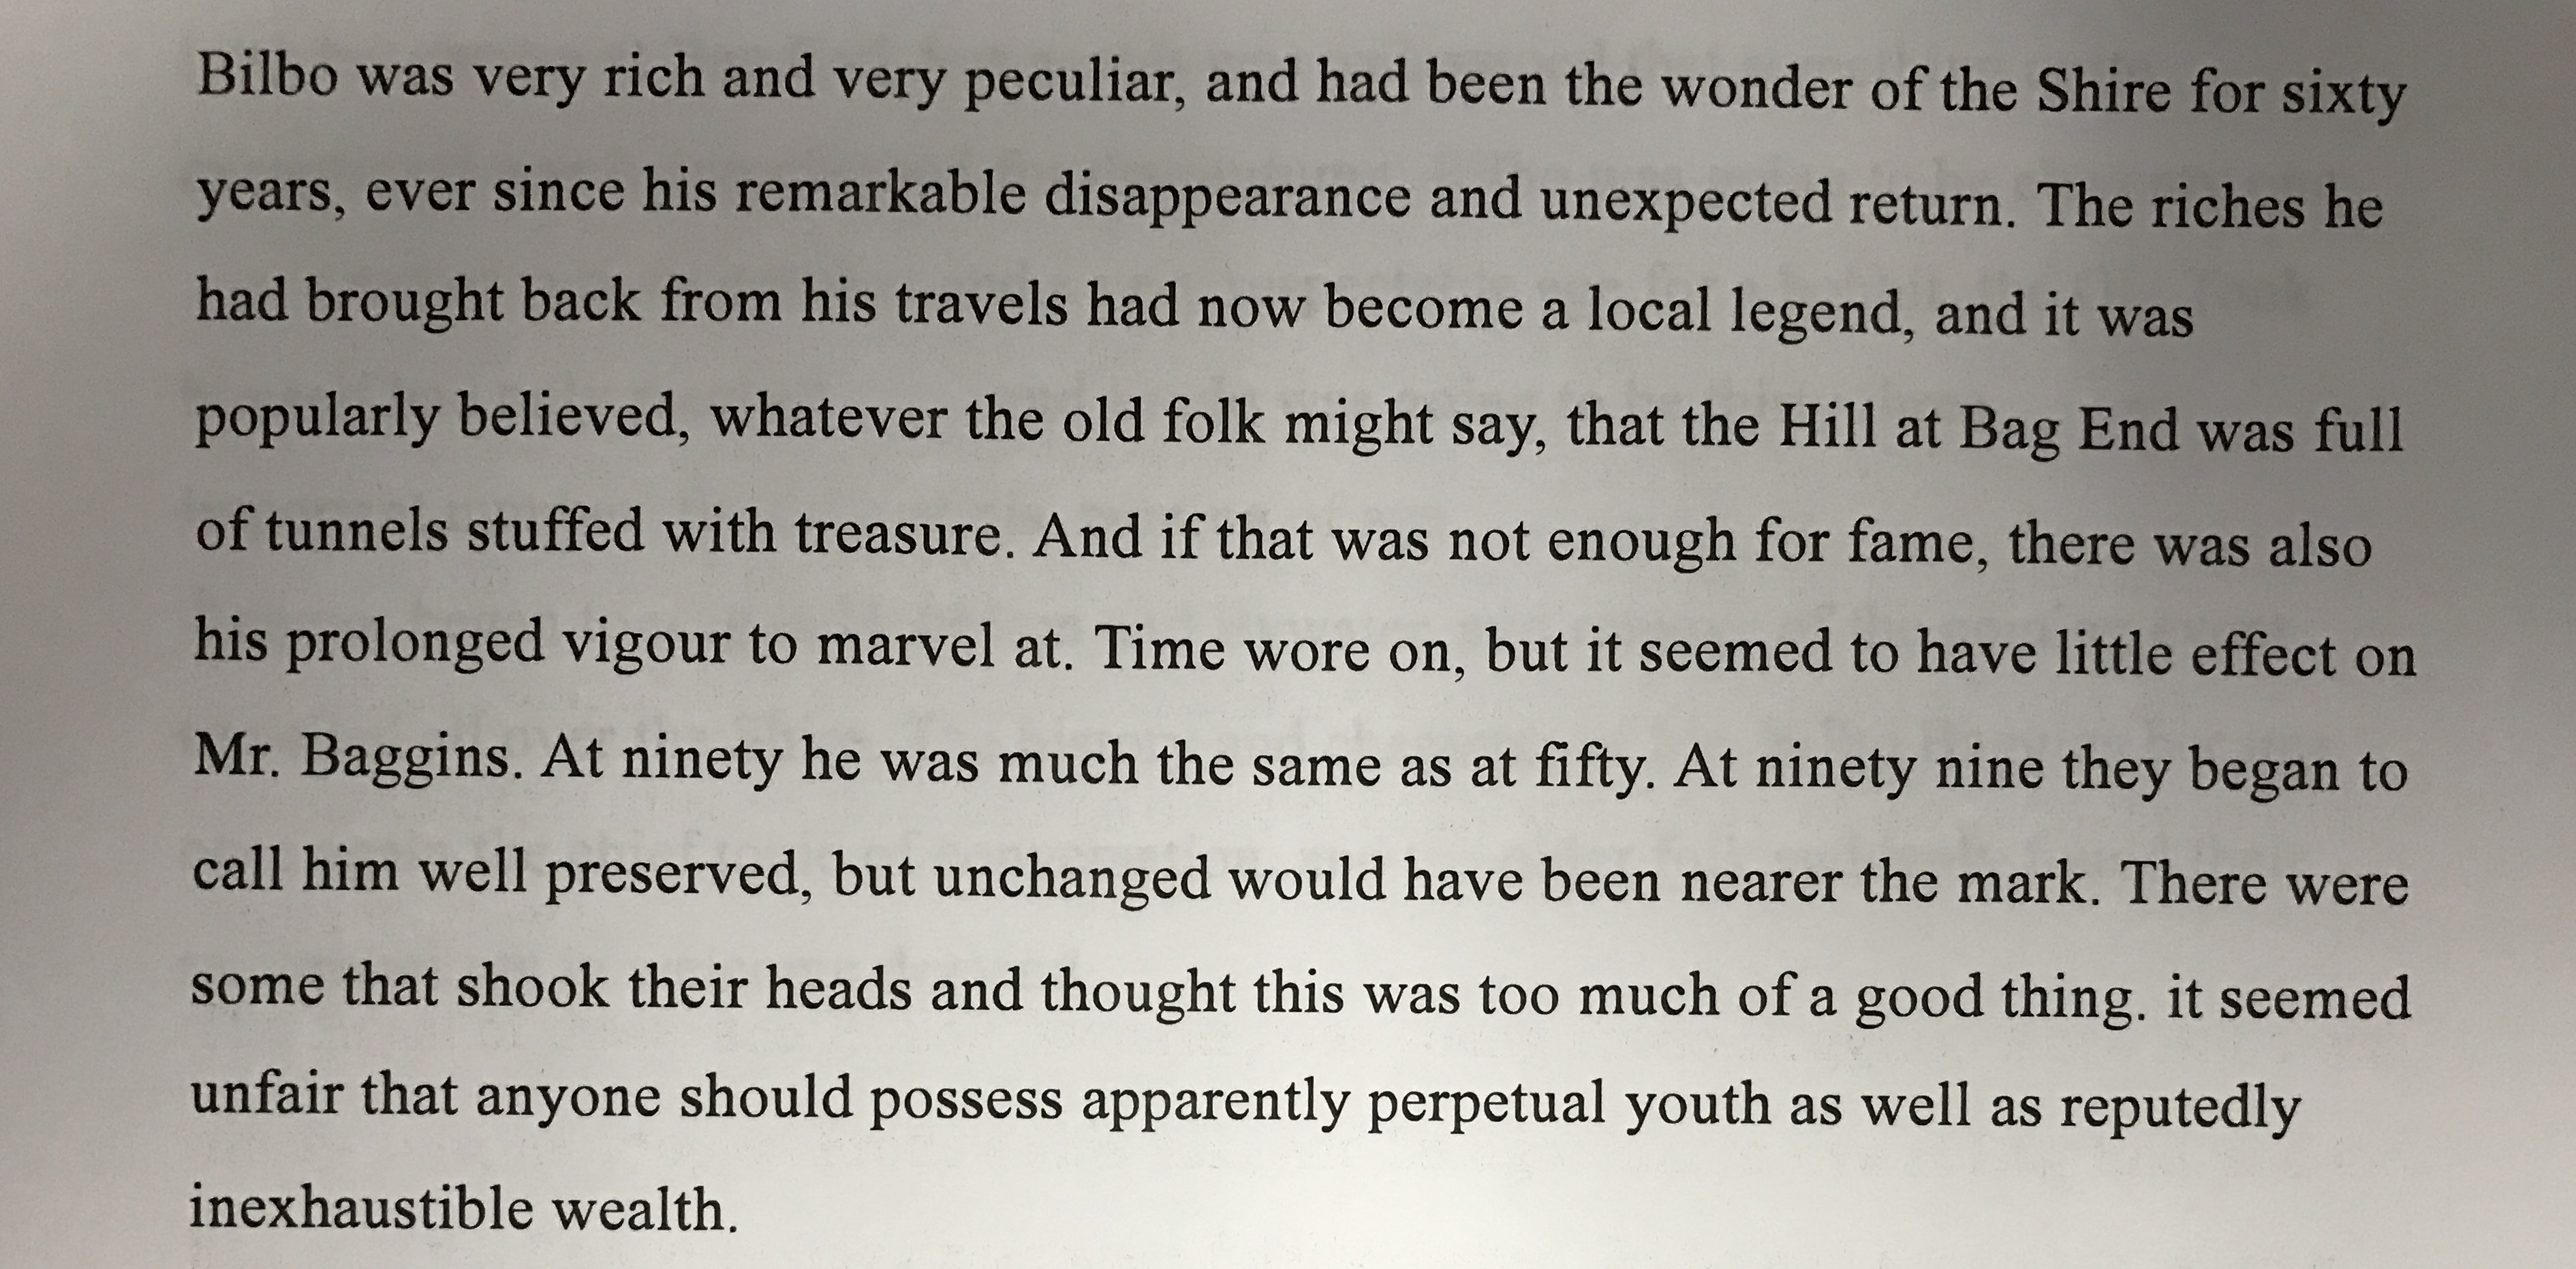 Bilbo was very rich and very peculiar, and had been the wonder of the Shire for sixty
years, ever since his remarkable disappearance and unexpected return. The riches he
had brought back from his travels had now become a local legend, and it was
popularly believed, whatever the old folk might say, that the Hill at Bag End was full
of tunnels stuffed with treasure. And if that was not enough for fame, there was also
his prolonged vigour to marvel at. Time wore on, but it seemed to have little effect on
Mr. Baggins. At ninety he was much the same as at fifty. At ninety nine they began to
call him well preserved, but unchanged would have been nearer the mark. There were
some that shook their heads and thought this was too much of a good thing. it seemed
unfair that anyone should possess apparently perpetual youth as well as reputedly
inexhaustible wealth.